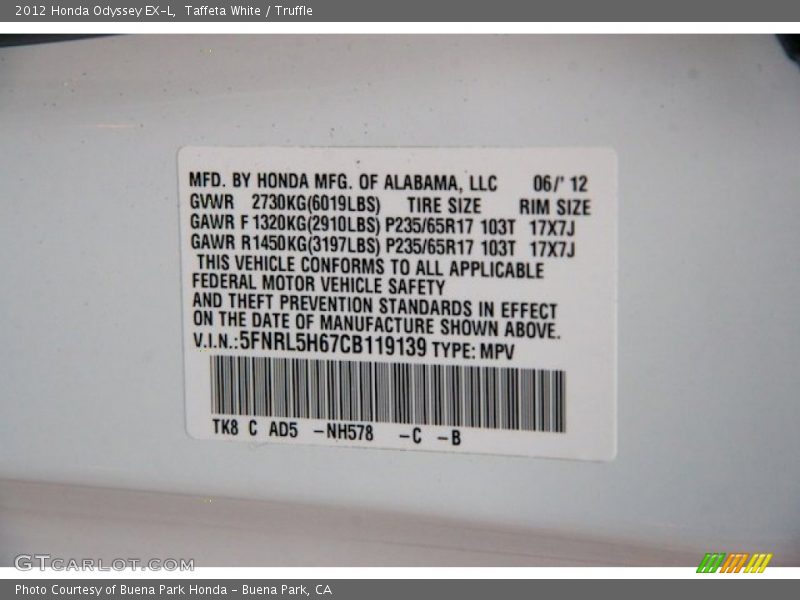 2012 Honda Odyssey EX-L, Taffeta White / Truffle
MFD. BY HONDA MFG. OF ALABAMA, LLC 06/' 12
GVWR 2730KG(6019LBS) TIRE SIZE RIM SIZE
GAWR F 1320KG(2910LBS) P235/65R17 103T 17X7J
GAWR R1450KG(3197LBS) P235/65R17 103T 17X7J
THIS VEHICLE CONFORMS TO ALL APPLICABLE
FEDERAL MOTOR VEHICLE SAFETY
AND THEFT PREVENTION STANDARDS IN EFFECT
ON THE DATE OF MANUFACTURE SHOWN ABOVE.
V.I.N.:5FNRL5H67CB119139 TYPE: MPV
TK8 C AD5 -NH578 -C -B
GTCARLOT.COM
Photo Courtesy of Buena Park Honda - Buena Park, CA